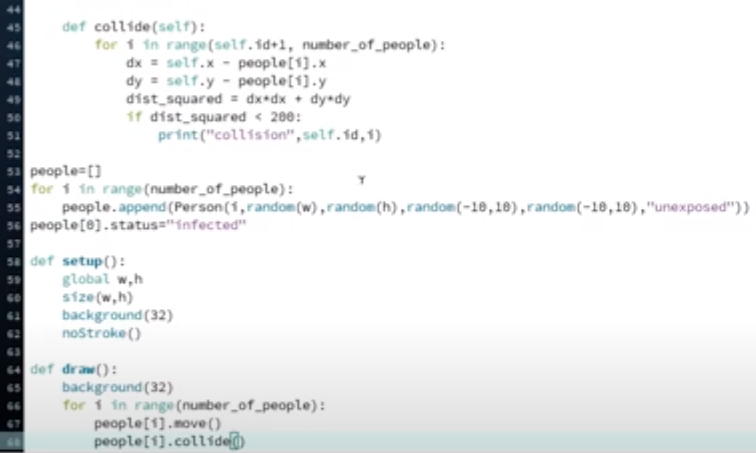 44
45     def collide(self):
46         for i in range(self.id+1, number_of_people):
47             dx = self.x - people[i].x
48             dy = self.y - people[i].y
49             dist_squared = dx*dx + dy*dy
50             if dist_squared < 200:
51                 print("collision",self.id,i)
52
53 people=[]
54 for i in range(number_of_people):
55     people.append(Person(i,random(w),random(h),random(-10,10),random(-10,10),"unexposed"))
56 people[0].status="infected"
57
58 def setup():
59     global w,h
60     size(w,h)
61     background(32)
62     noStroke()
63
64 def draw():
65     background(32)
66     for i in range(number_of_people):
67         people[i].move()
68         people[i].collide()